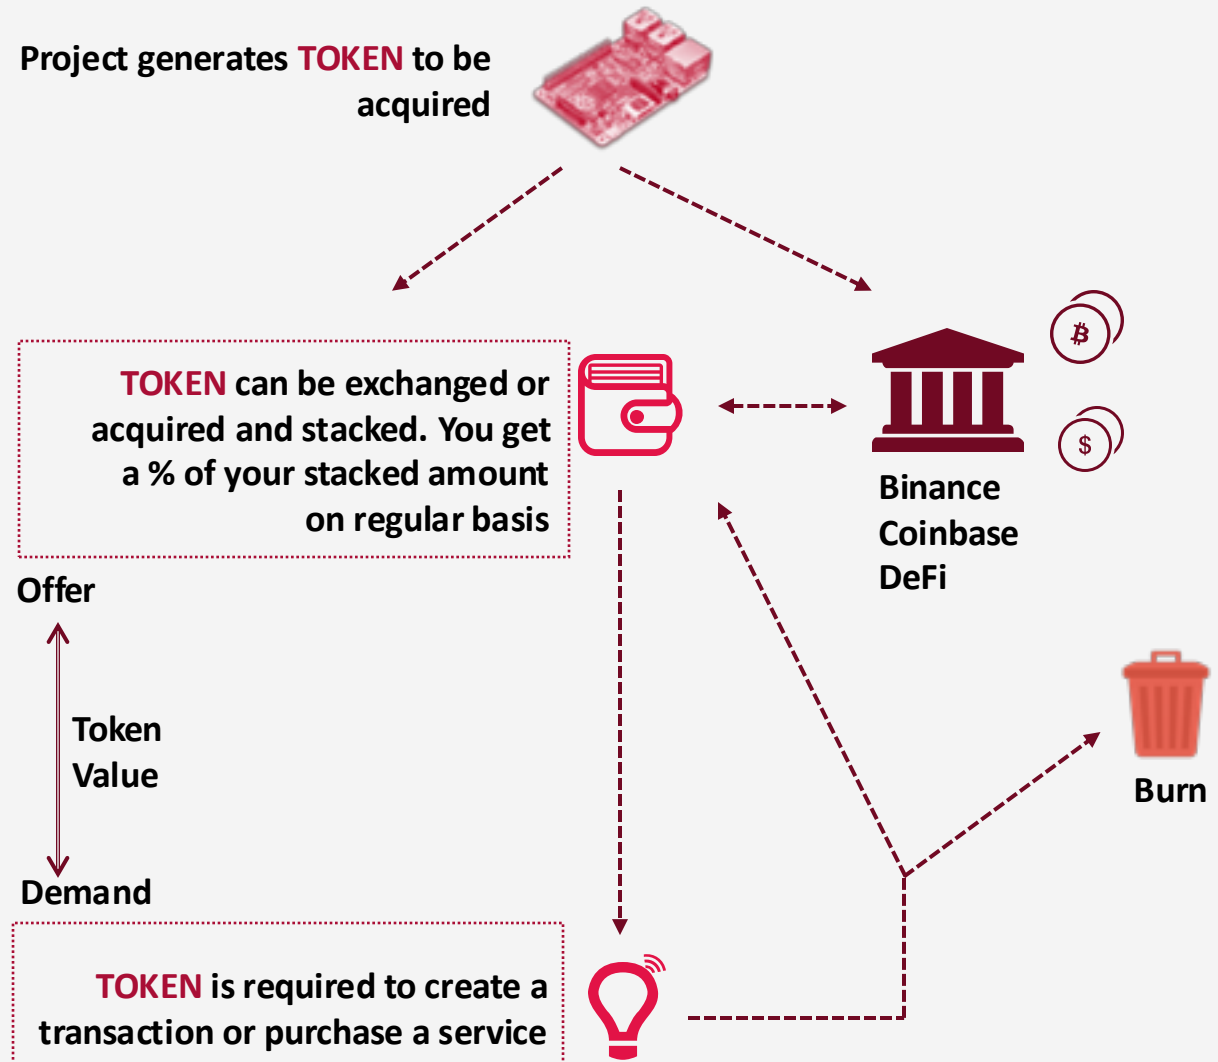 Project generates TOKEN to be
acquired
TOKEN can be exchanged or
acquired and stacked. You get
a % of your stacked amount
on regular basis
₿
$
Binance
Coinbase
DeFi
Offer
Token
Value
Burn
Demand
TOKEN is required to create a
transaction or purchase a service